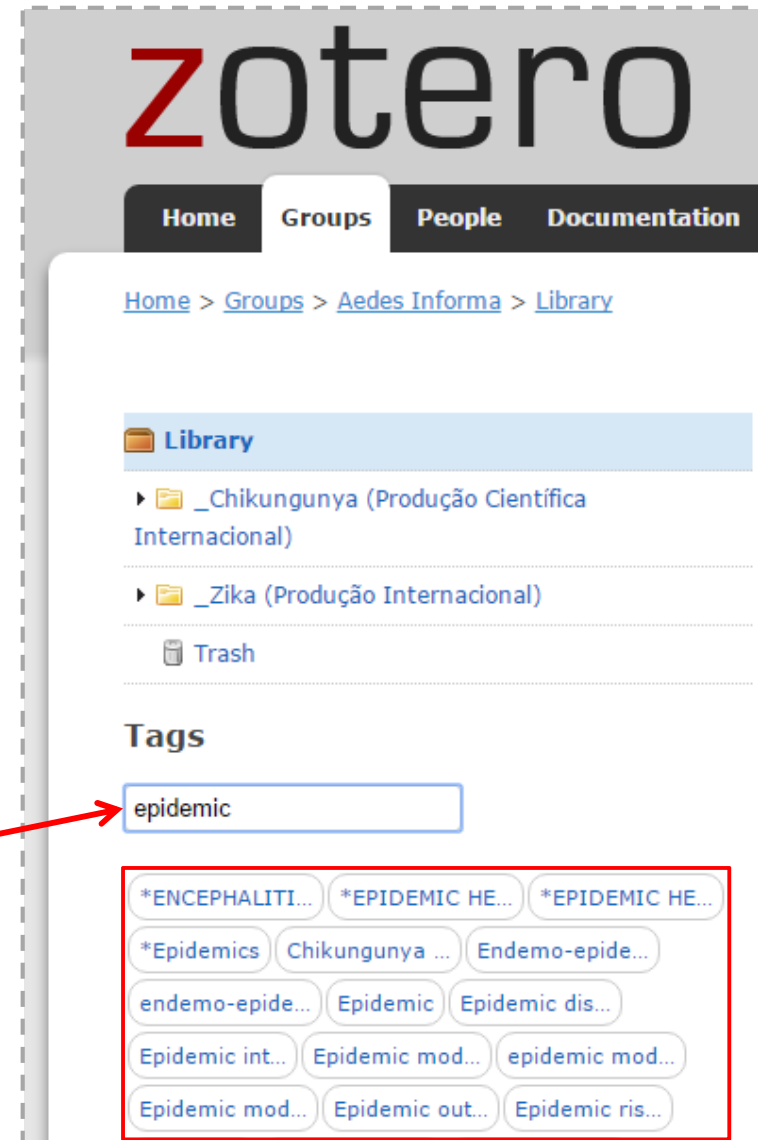 zotero
Home Groups People Documentation
Home > Groups > Aedes Informa > Library
Library
_Chikungunya (Produção Científica
Internacional)
_Zika (Produção Internacional)
Trash
Tags
epidemic
*ENCEPHALITI... *EPIDEMIC HE... *EPIDEMIC HE...
*Epidemics Chikungunya ... Endemo-epide...
endemo-epide... Epidemic Epidemic dis...
Epidemic int... Epidemic mod... epidemic mod...
Epidemic mod... Epidemic out... Epidemic ris...